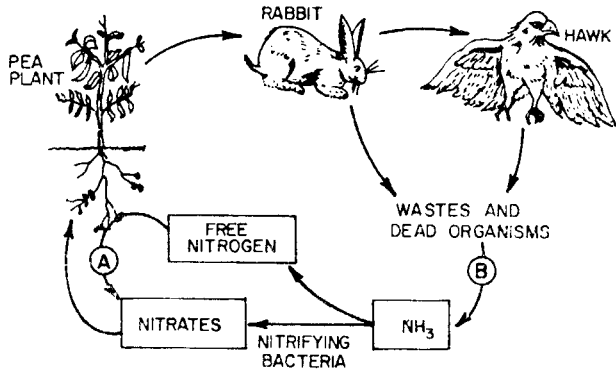 RABBIT
HAWK
PEA
PLANT
WASTES AND
DEAD ORGANISMS
FREE
NITROGEN
A
B
NITRATES
NH₃
NITRIFYING
BACTERIA